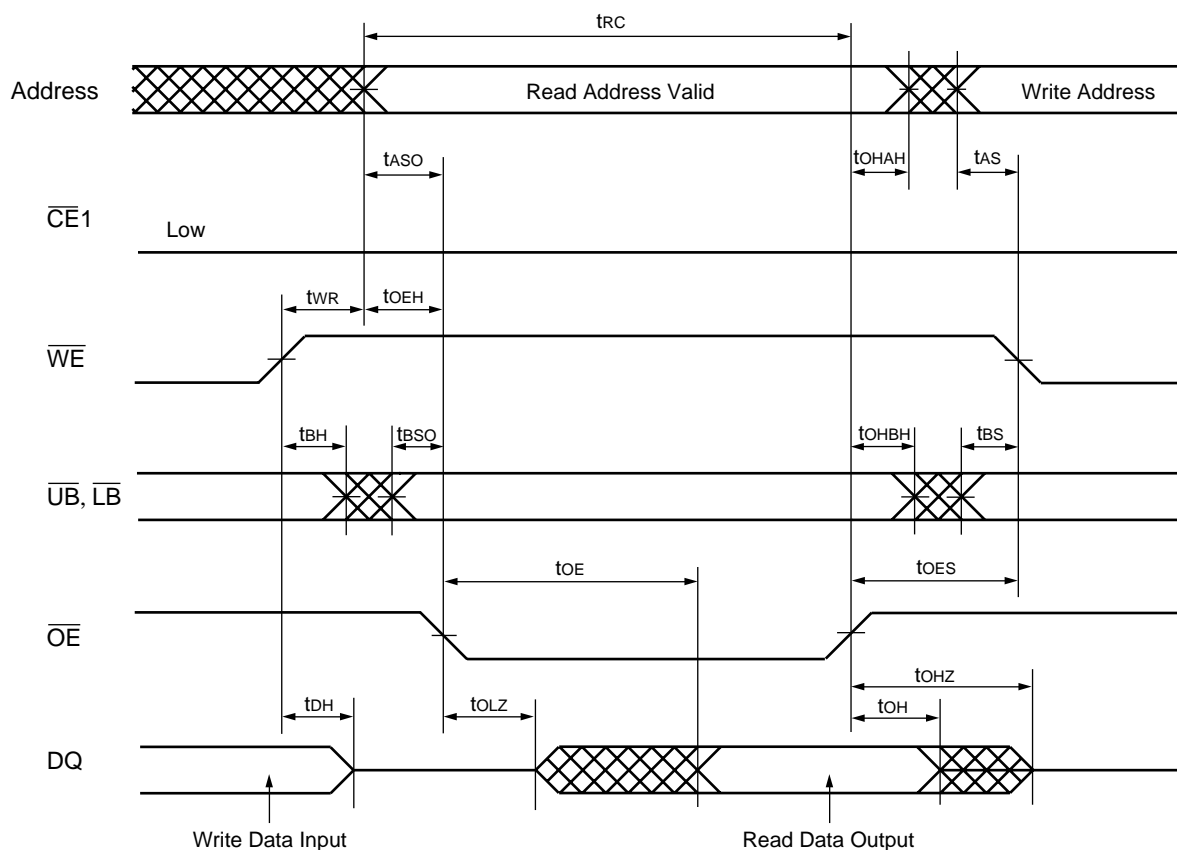 tRC
Address
Read Address Valid
Write Address
tASO
tOHAH
tAS
CE1
Low
tWR
tOEH
WE
tBH
tBSO
tOHBH
tBS
UB, LB
tOE
tOES
OE
tOHZ
tDH
tOLZ
tOH
DQ
Write Data Input
Read Data Output